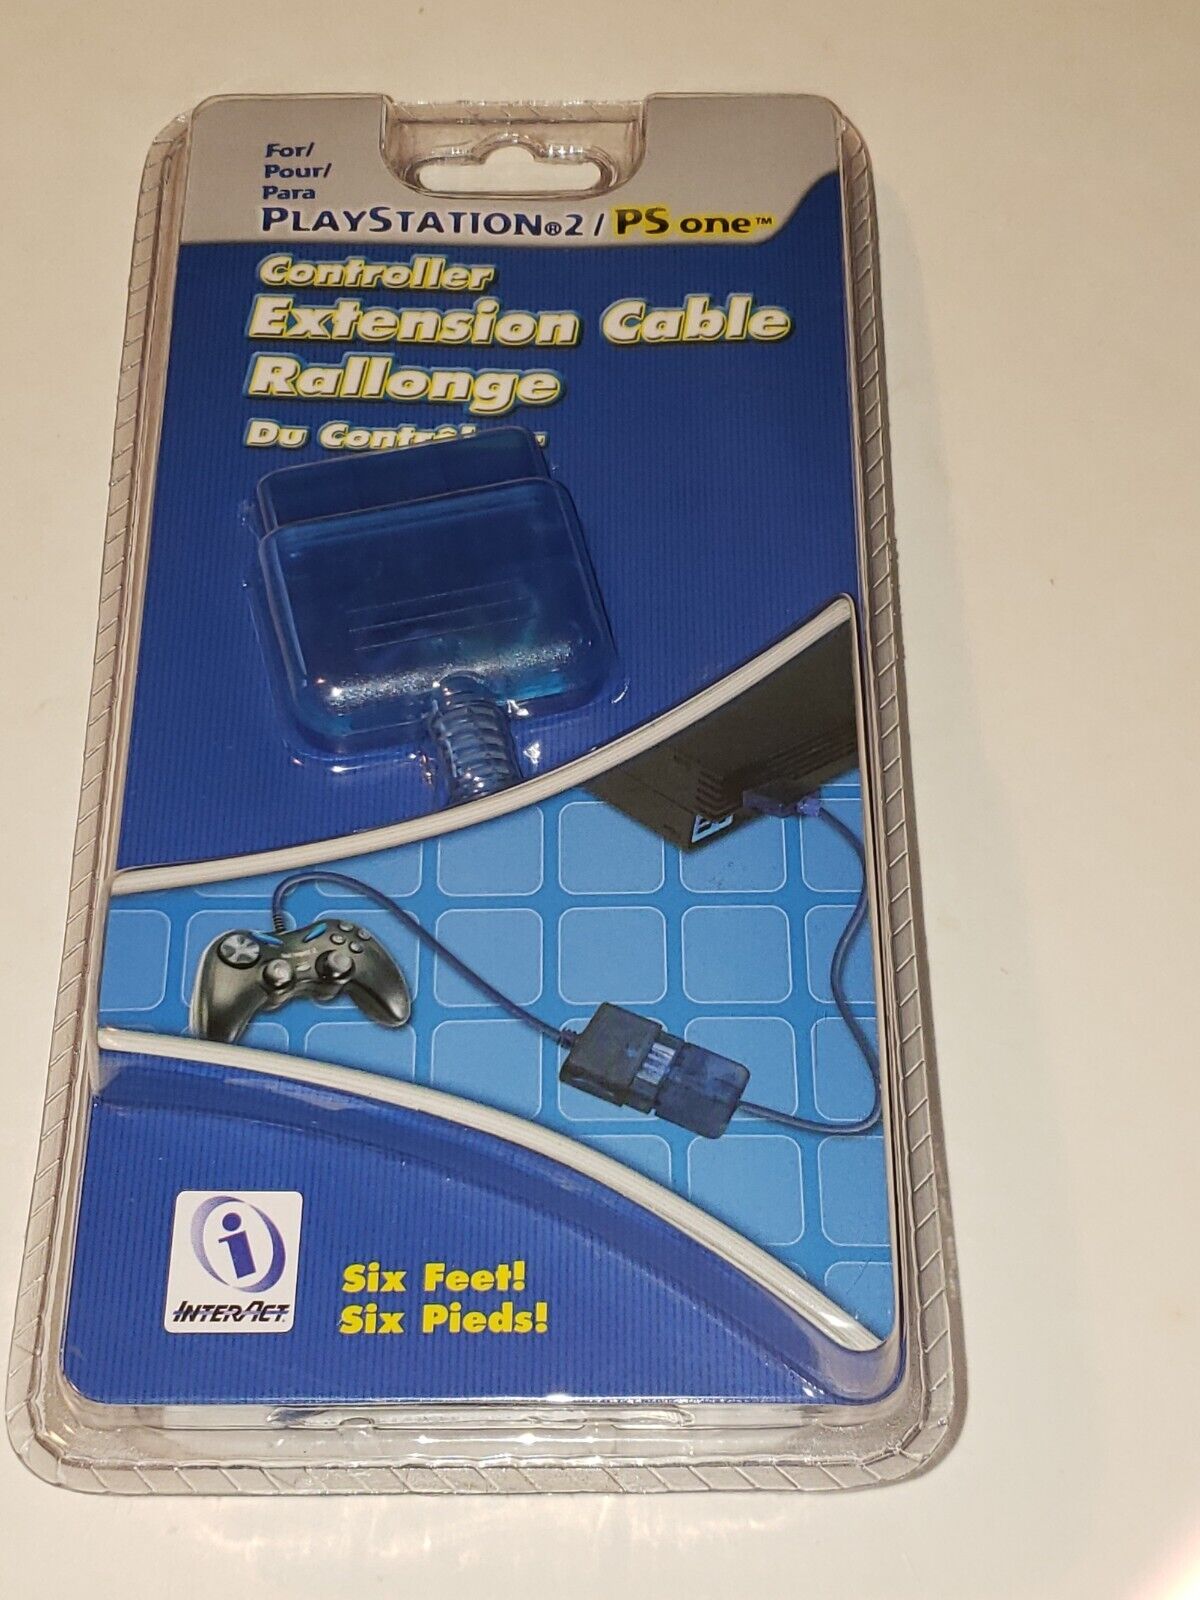 For/
Pour/
Para
PLAYSTATION®2 / PS one™
Controller
Extension Cable
Rallonge
Du
i
INTERACT
Six Feet!
Six Pieds!